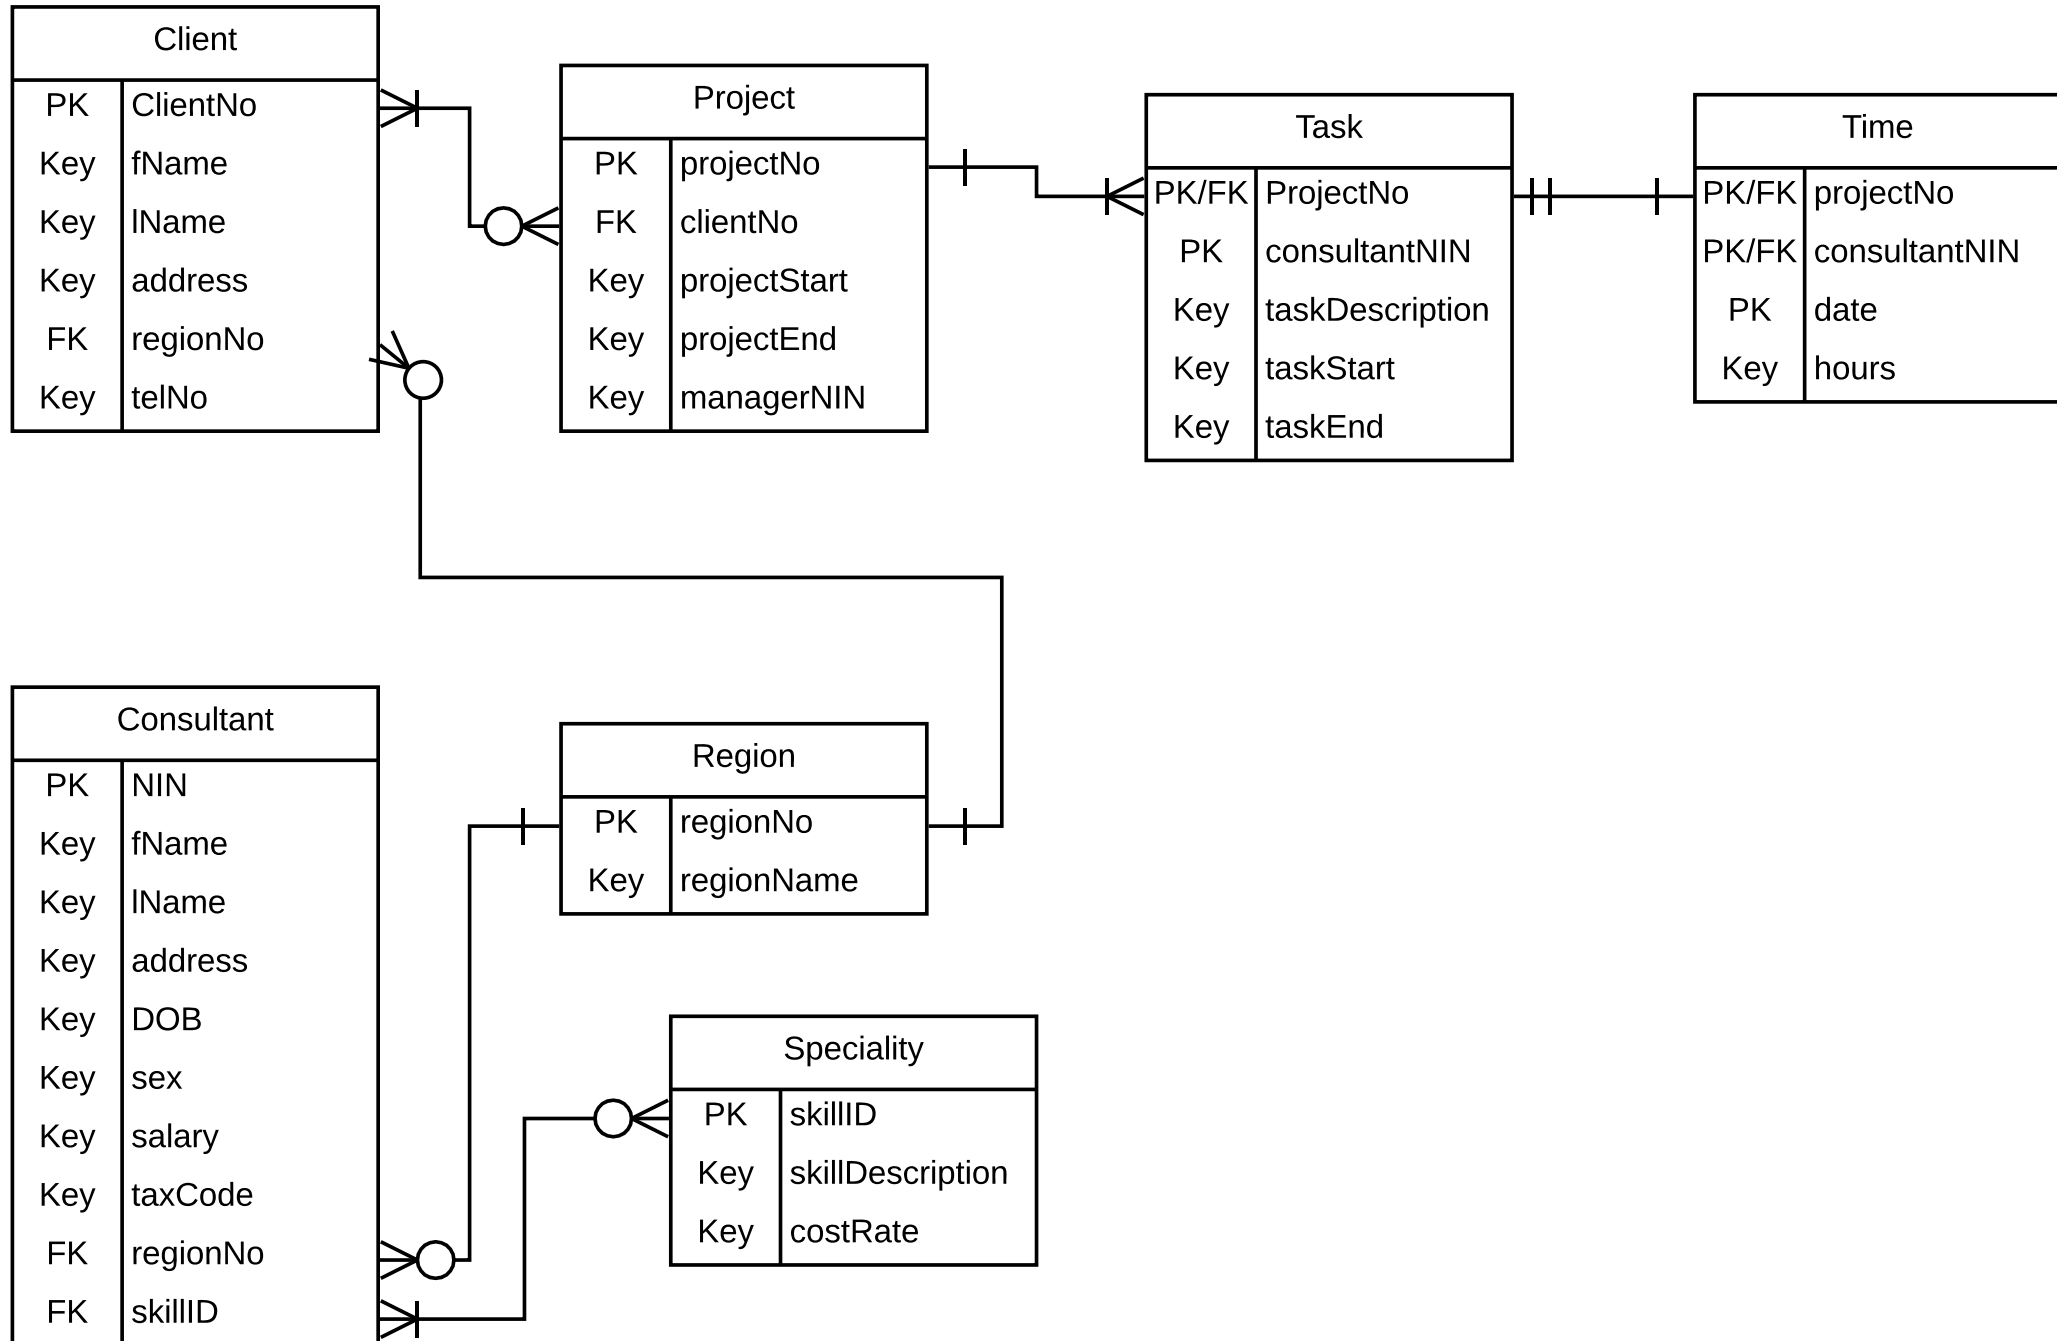 Client
PK ClientNo
Key fName
Key lName
Key address
FK regionNo
Key telNo
Project
PK projectNo
FK clientNo
Key projectStart
Key projectEnd
Key managerNIN
Task
PK/FK ProjectNo
PK consultantNIN
Key taskDescription
Key taskStart
Key taskEnd
Time
PK/FK projectNo
PK/FK consultantNIN
PK date
Key hours
Consultant
PK NIN
Key fName
Key lName
Key address
Key DOB
Key sex
Key salary
Key taxCode
FK regionNo
FK skillID
Region
PK regionNo
Key regionName
Speciality
PK skillID
Key skillDescription
Key costRate